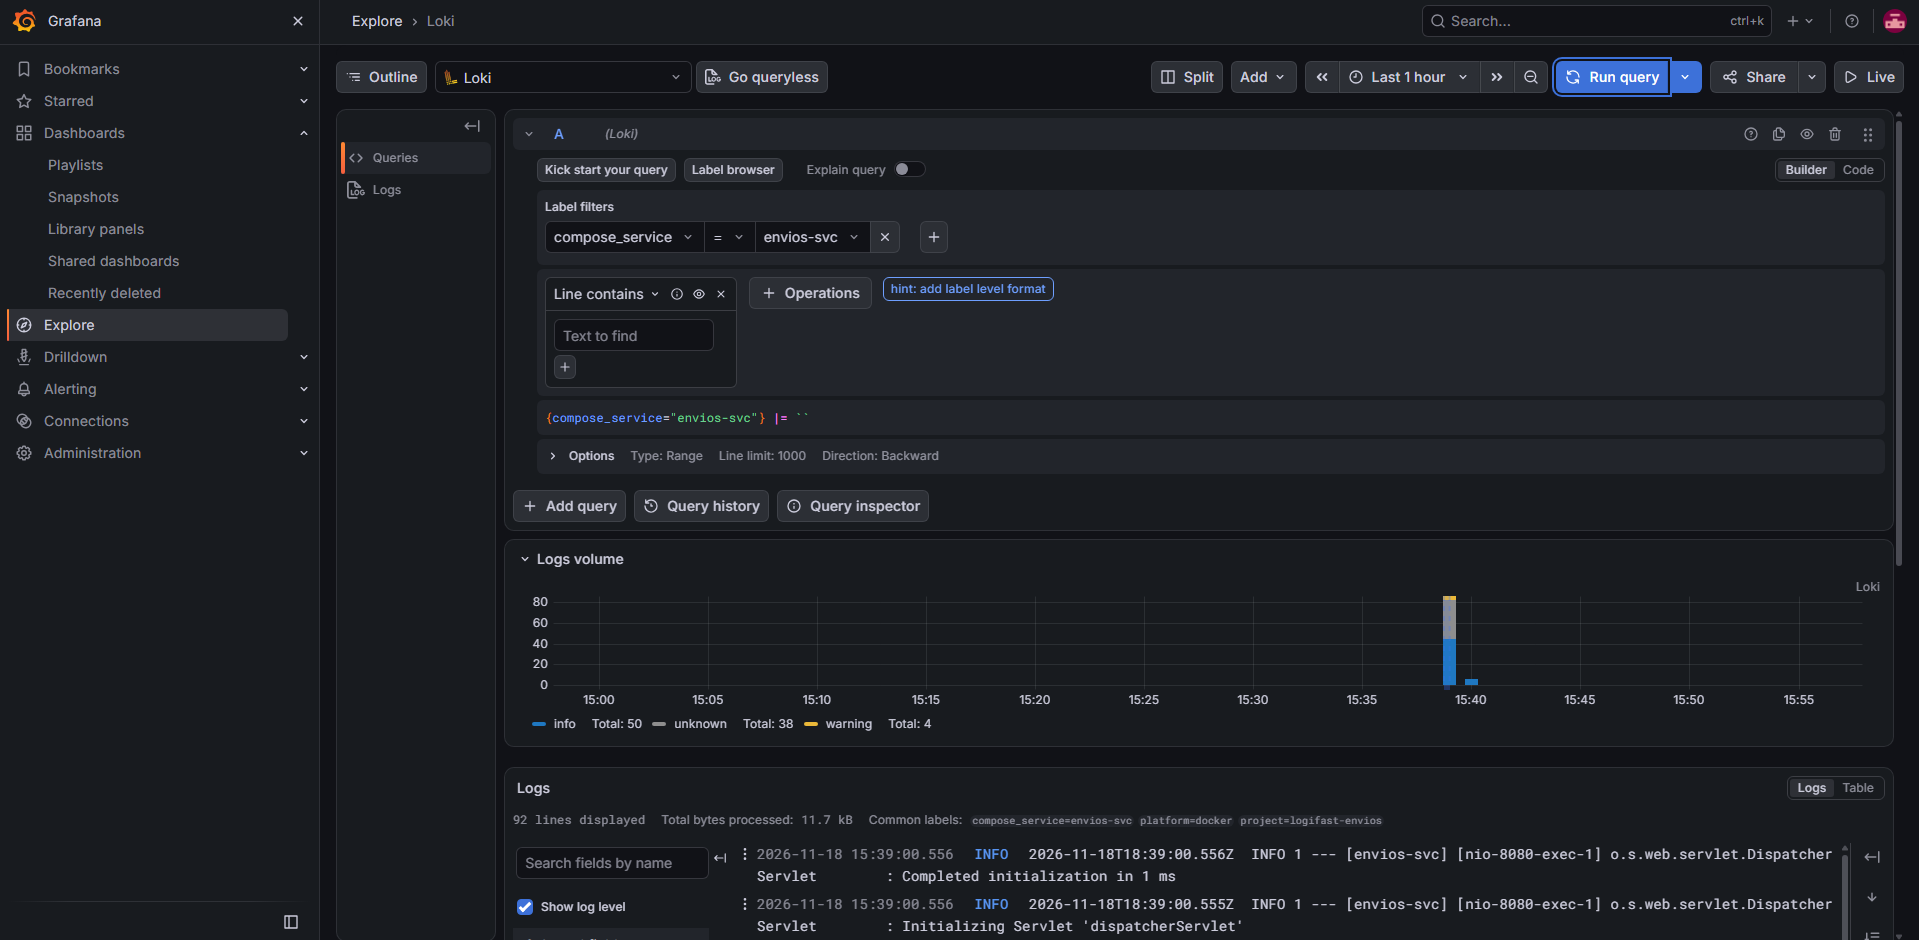 Grafana
Explore › Loki
Search...
ctrl+k
Bookmarks
Starred
Dashboards
Playlists
Snapshots
Library panels
Shared dashboards
Recently deleted
Explore
Drilldown
Alerting
Connections
Administration
Outline
Loki
Go queryless
Split
Add
Last 1 hour
Run query
Share
Live
Queries
Logs
A (Loki)
Kick start your query
Label browser
Explain query
Builder
Code
Label filters
compose_service
=
envios-svc
Line contains
Operations
hint: add label level format
Text to find
{compose_service="envios-svc"} |= ``
Options Type: Range Line limit: 1000 Direction: Backward
Add query
Query history
Query inspector
Logs volume
Loki
80
60
40
20
0
15:00 15:05 15:10 15:15 15:20 15:25 15:30 15:35 15:40 15:45 15:50 15:55
info Total: 50 unknown Total: 38 warning Total: 4
Logs
Logs
Table
92 lines displayed Total bytes processed: 11.7 kB Common labels: compose_service=envios-svc platform=docker project=logifast-envios
Search fields by name
Show log level
2026-11-18 15:39:00.556 INFO 2026-11-18T18:39:00.556Z INFO 1 --- [envios-svc] [nio-8080-exec-1] o.s.web.servlet.Dispatcher
Servlet : Completed initialization in 1 ms
2026-11-18 15:39:00.556 INFO 2026-11-18T18:39:00.555Z INFO 1 --- [envios-svc] [nio-8080-exec-1] o.s.web.servlet.Dispatcher
Servlet : Initializing Servlet 'dispatcherServlet'